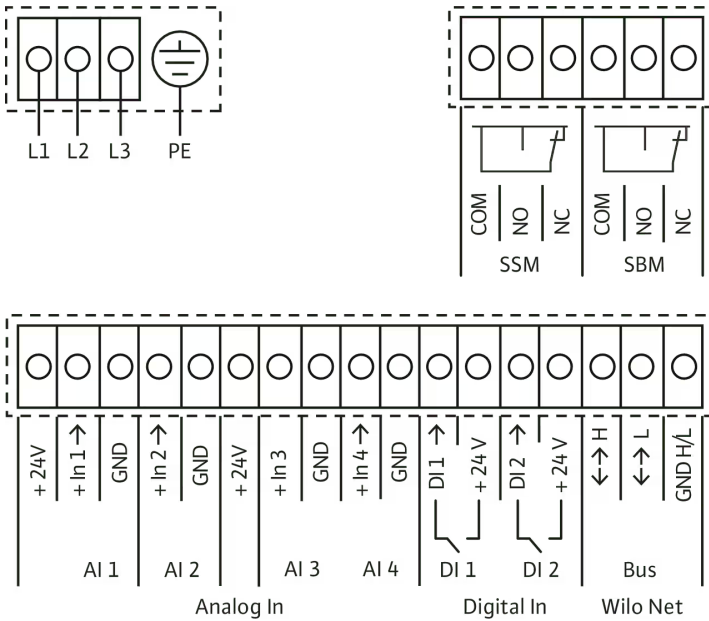 L1 L2 L3 PE
COM NO NC COM NO NC
SSM SBM
+ 24V + In 1 → GND + In 2 → GND + 24V + In 3 GND + In 4 → GND DI 1 → + 24 V DI 2 → + 24 V ↔ H ↔ L GND H/L
AI 1 AI 2 AI 3 AI 4 DI 1 DI 2 Bus
Analog In Digital In Wilo Net